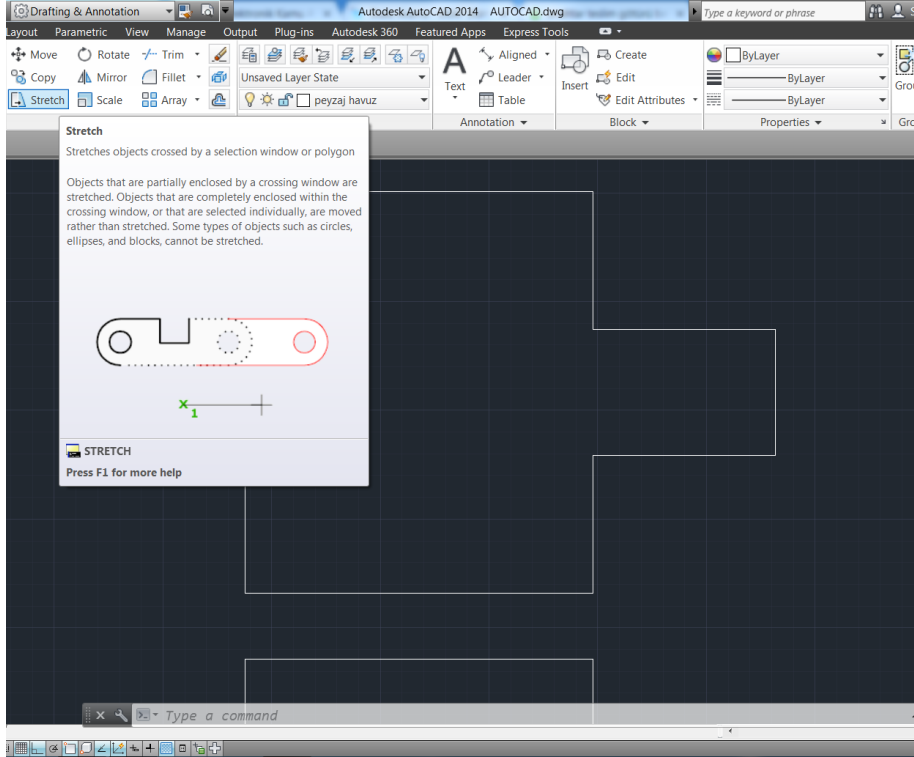 Drafting & Annotation
Autodesk AutoCAD 2014 AUTOCAD.dwg
Type a keyword or phrase
Layout Parametric View Manage Output Plug-ins Autodesk 360 Featured Apps Express Tools
Move Rotate Trim Aligned Create ByLayer
Copy Mirror Fillet Unsaved Layer State Text Leader Insert Edit ByLayer
Stretch Scale Array peyzaj havuz Table Edit Attributes ByLayer
Annotation Block Properties
Stretch
Stretches objects crossed by a selection window or polygon
Objects that are partially enclosed by a crossing window are
stretched. Objects that are completely enclosed within the
crossing window, or that are selected individually, are moved
rather than stretched. Some types of objects such as circles,
ellipses, and blocks, cannot be stretched.
1
STRETCH
Press F1 for more help
Type a command